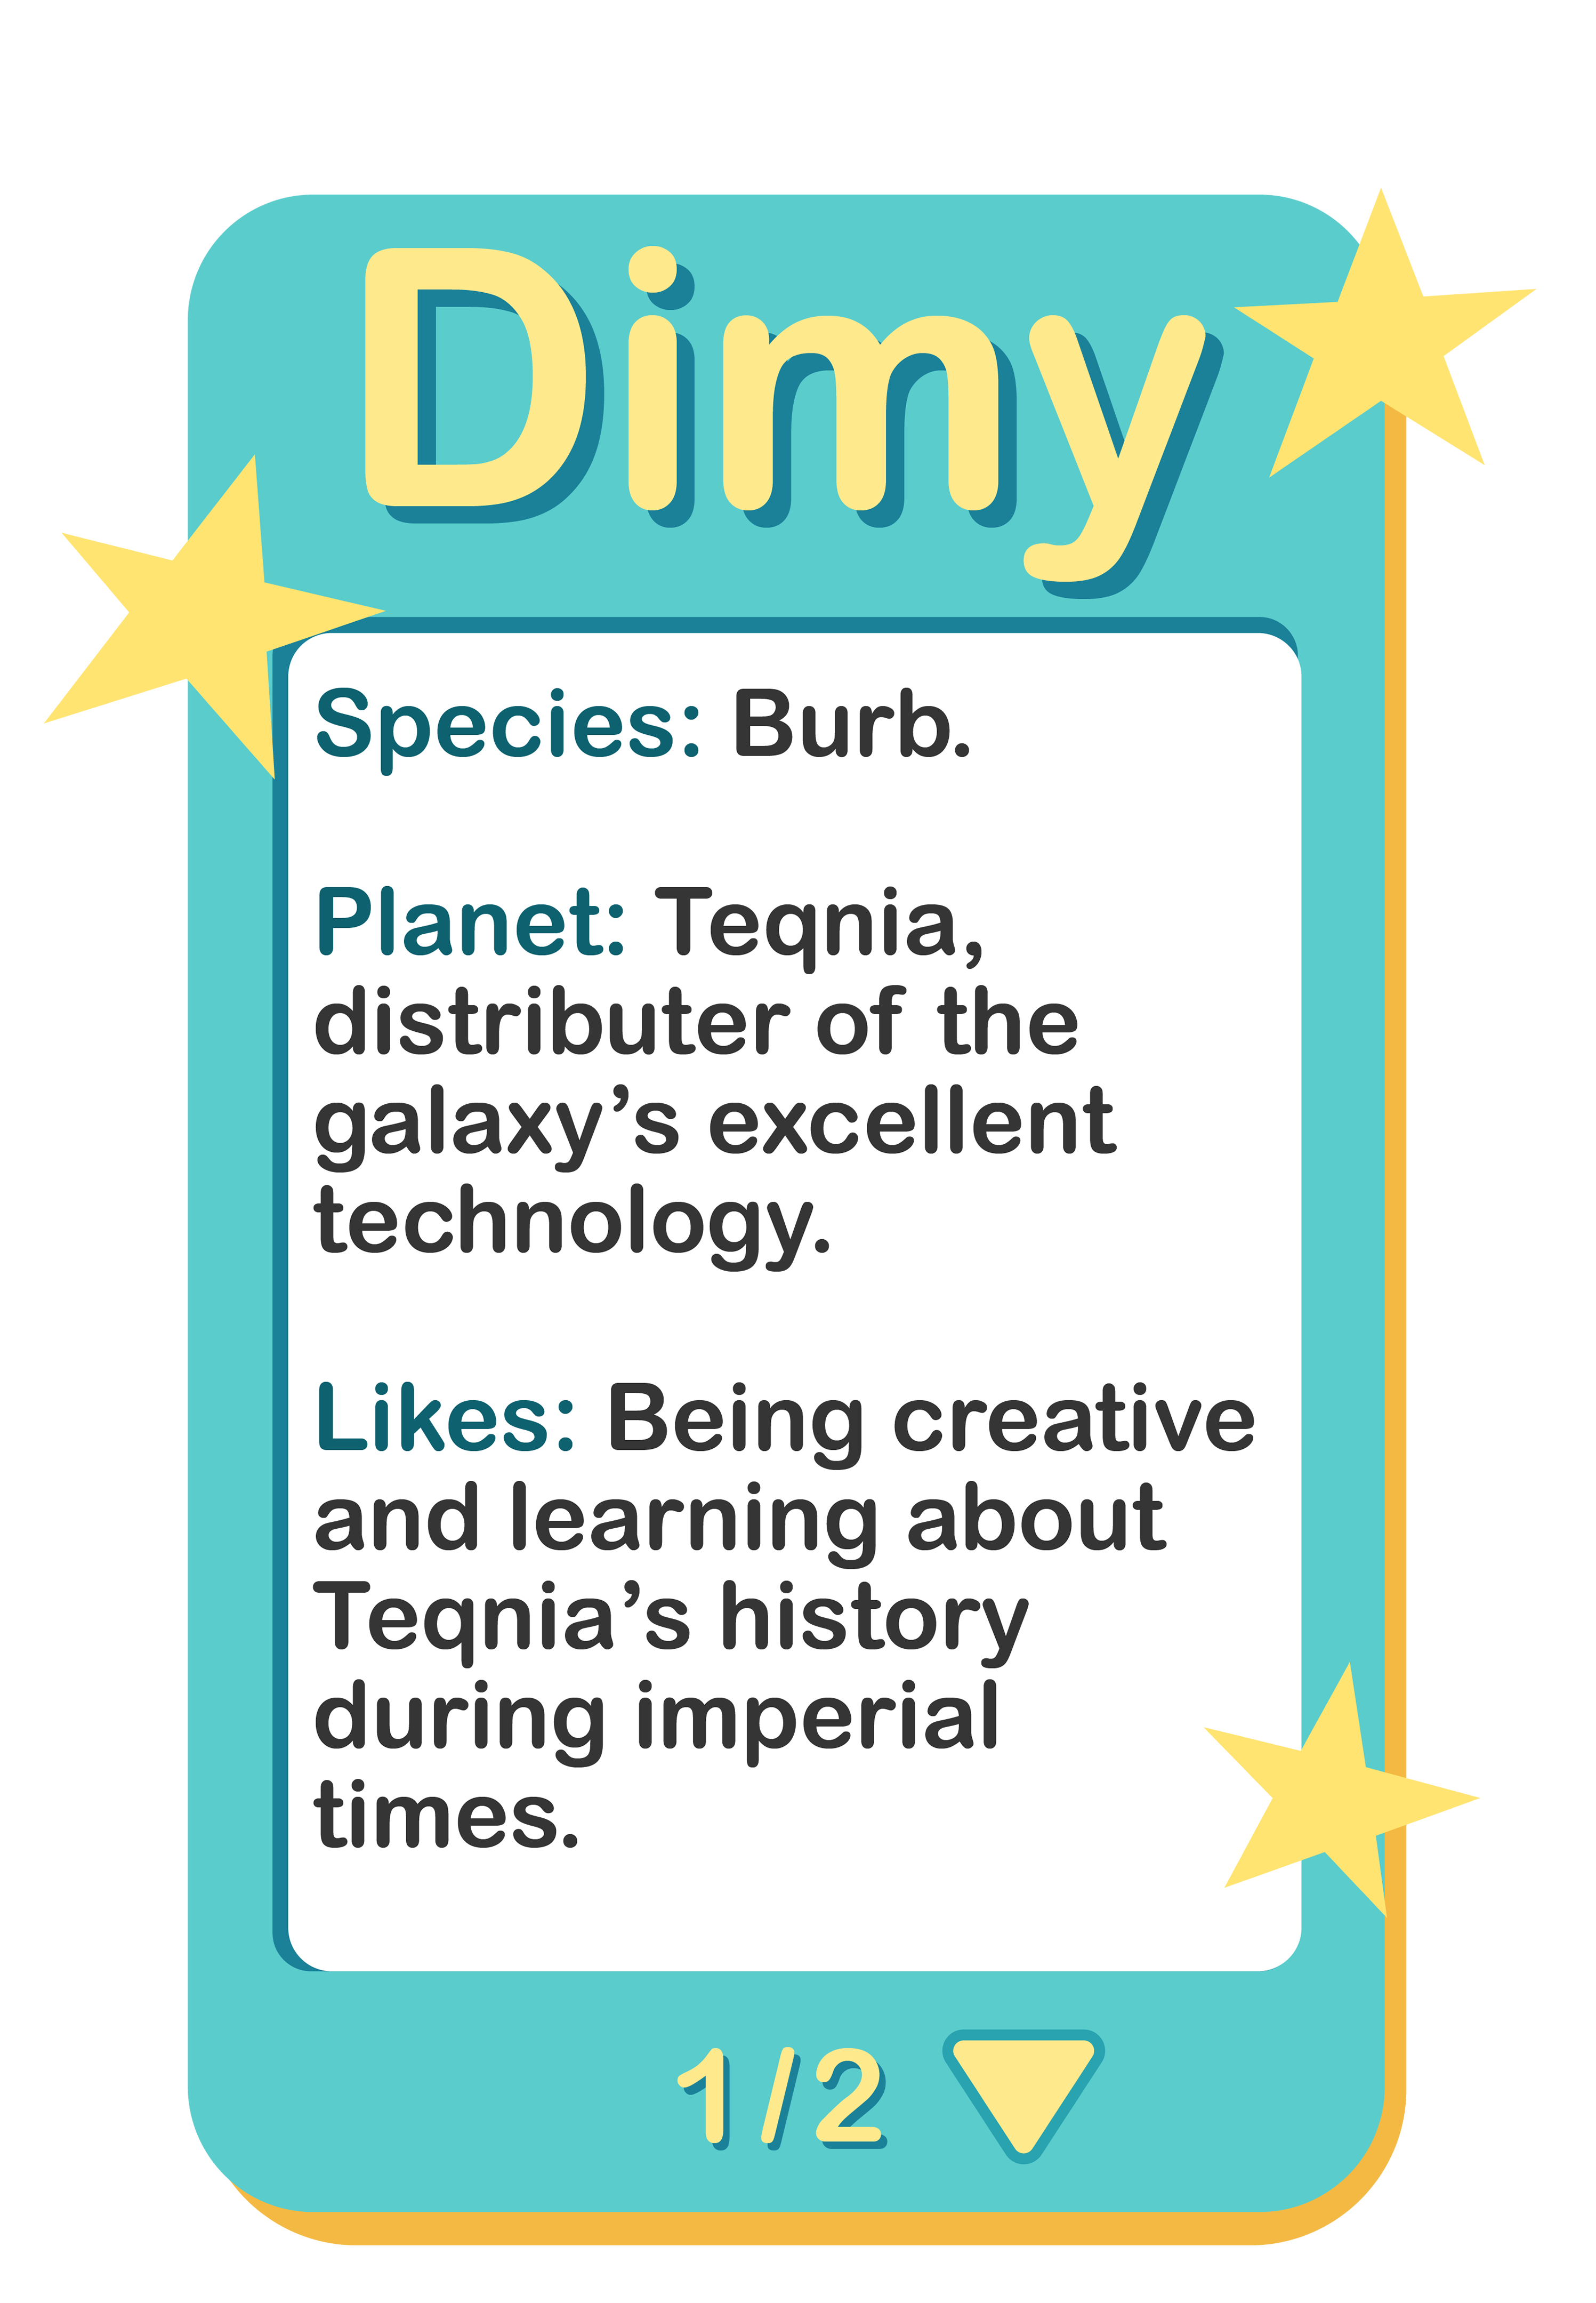 Dimy
Species: Burb.
Planet: Teqnia,
distributer of the
galaxy’s excellent
technology.
Likes: Being creative
and learning about
Teqnia’s history
during imperial
times.
1/2